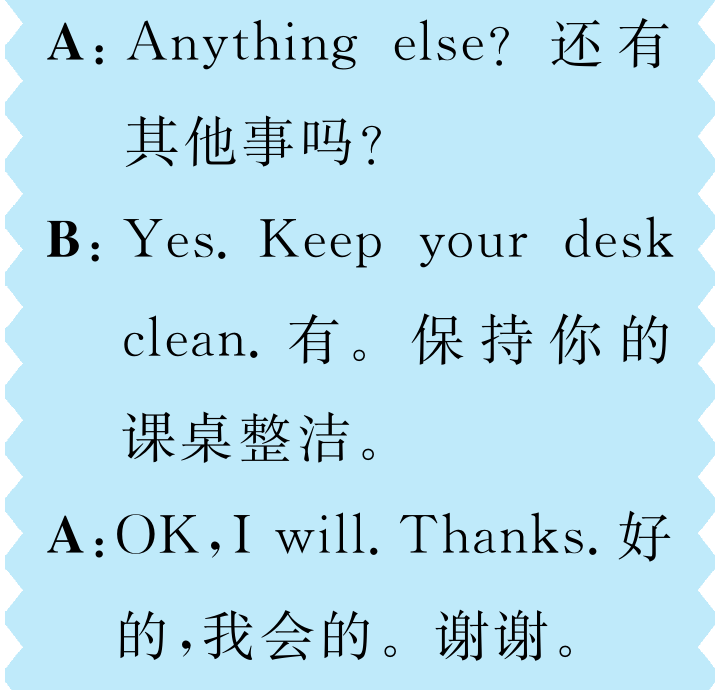 A: Anything else? 还有
其他事吗?
B: Yes. Keep your desk
clean. 有。保持你的
课桌整洁。
A:OK,I will. Thanks. 好
的,我会的。谢谢。